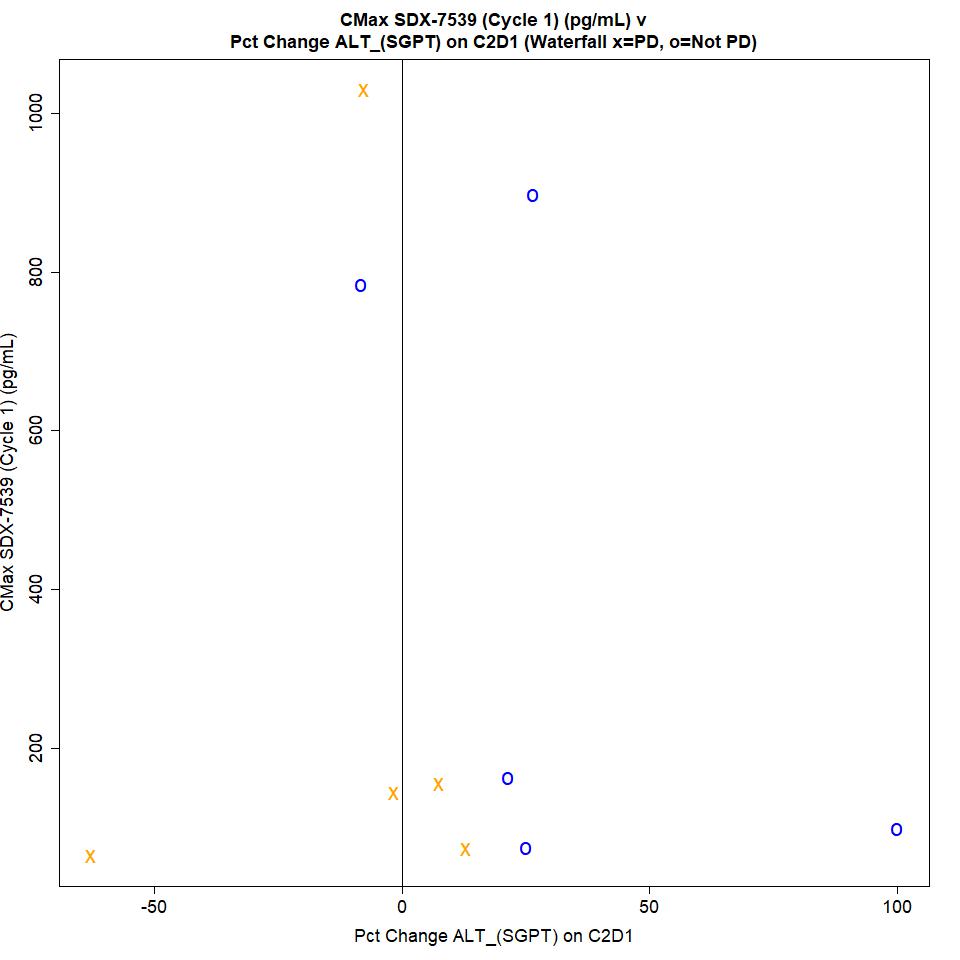 CMax SDX-7539 (Cycle 1) (pg/mL) v
Pct Change ALT_(SGPT) on C2D1 (Waterfall x=PD, o=Not PD)
CMax SDX-7539 (Cycle 1) (pg/mL)
1000
800
600
400
200
X
O
O
X
X
O
X
O
X
O
-50
0
50
100
Pct Change ALT_(SGPT) on C2D1